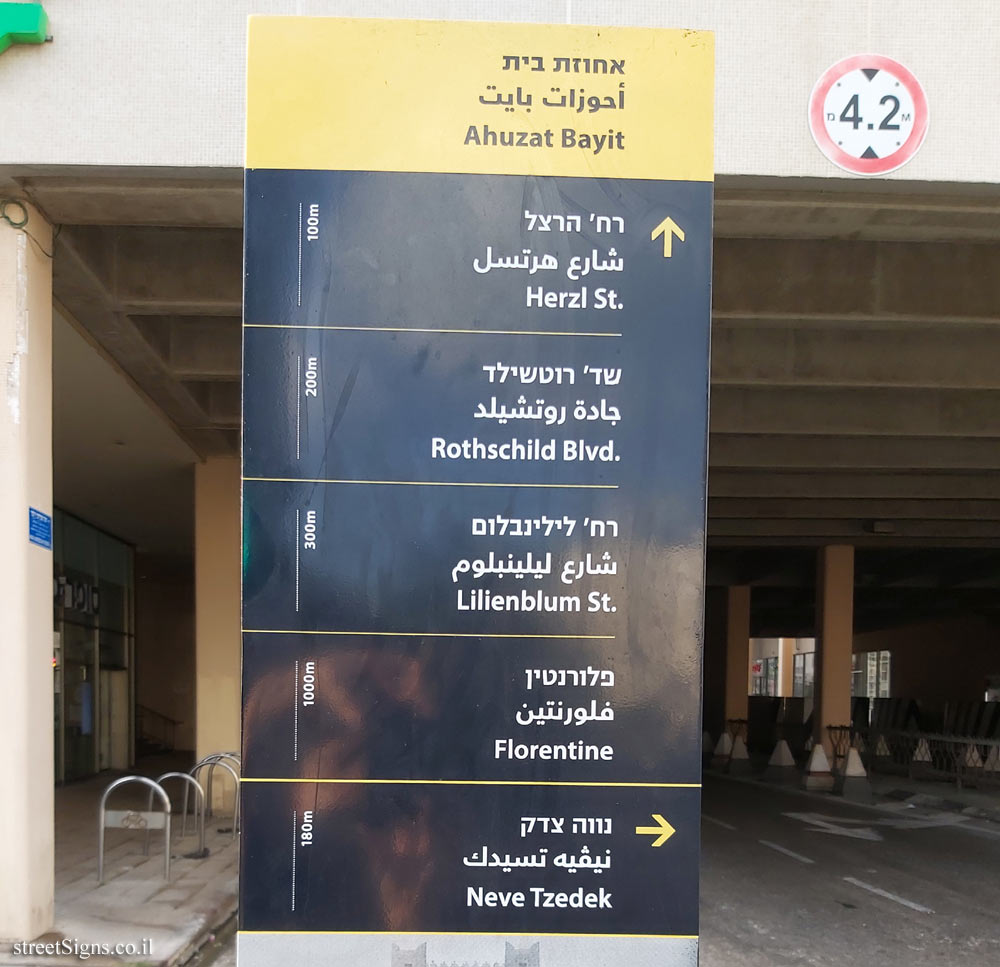 אחוזת בית
أحوزات بايت
Ahuzat Bayit
4.2
מ
M
100m
רח' הרצל
شارع هرتسل
Herzl St.
200m
שד' רוטשילד
جادة روتشيلد
Rothschild Blvd.
300m
רח' לילינבלום
شارع ليلينبلوم
Lilienblum St.
1000m
פלורנטין
فلورنتين
Florentine
180m
נווה צדק
نيڤيه تسيدك
Neve Tzedek
streetSigns.co.il